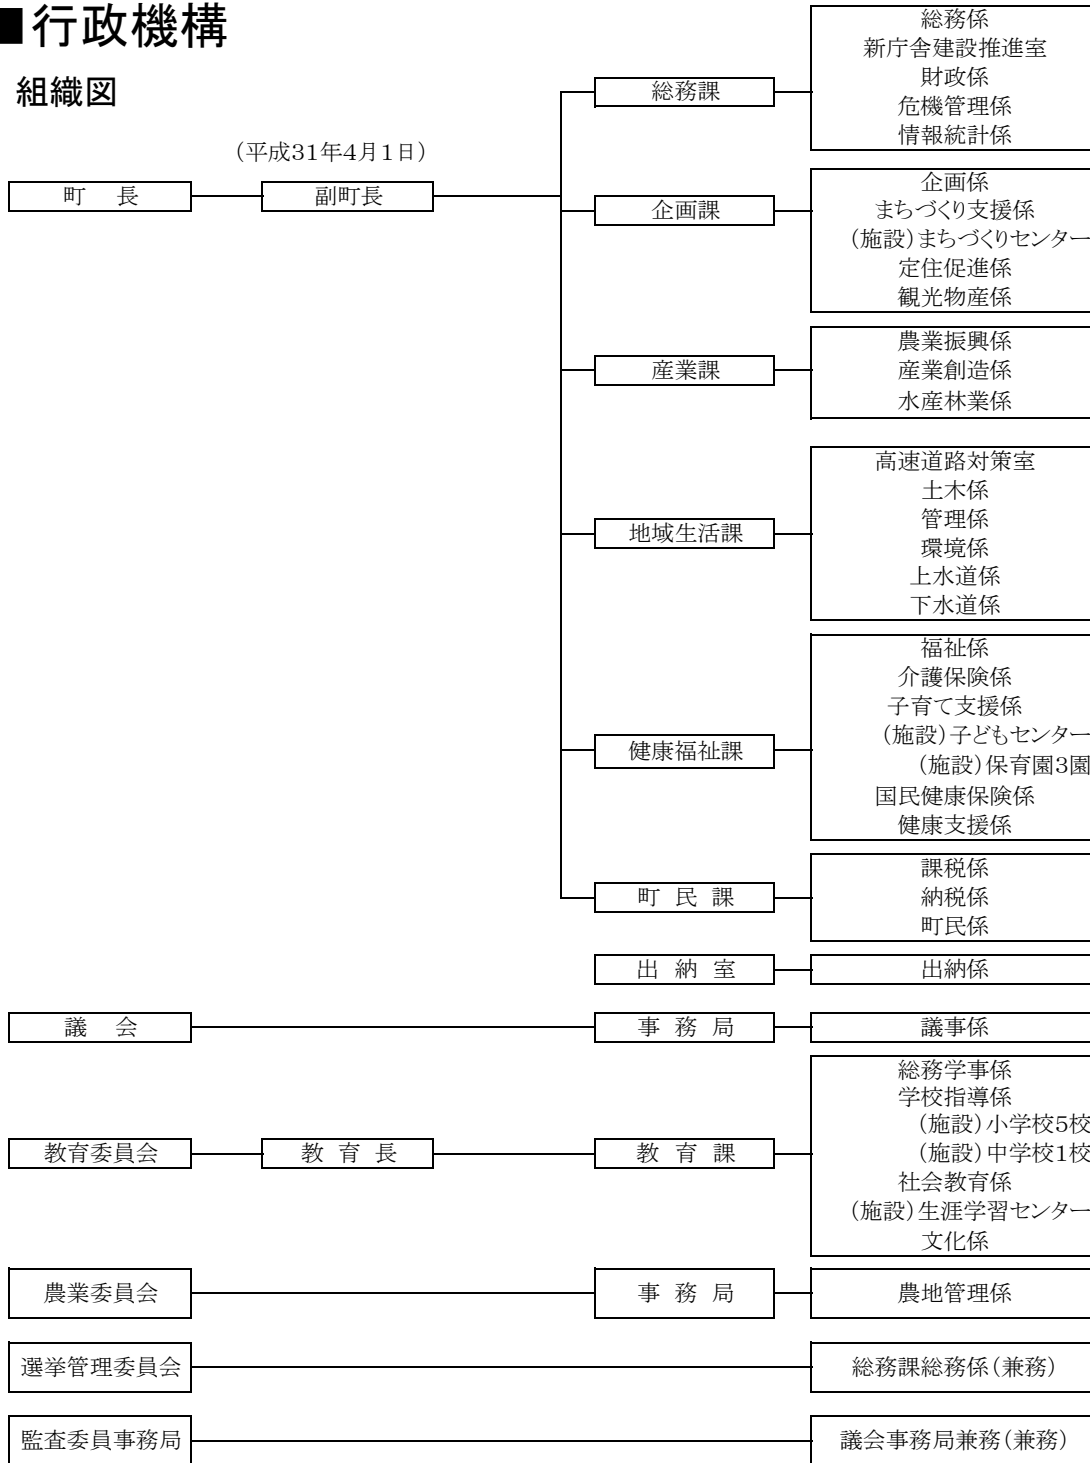 ■行政機構
組織図
(平成31年4月1日)
町 長
副町長
総務課
総務係
新庁舎建設推進室
財政係
危機管理係
情報統計係
企画課
企画係
まちづくり支援係
(施設)まちづくりセンター
定住促進係
観光物産係
産業課
農業振興係
産業創造係
水産林業係
地域生活課
高速道路対策室
土木係
管理係
環境係
上水道係
下水道係
健康福祉課
福祉係
介護保険係
子育て支援係
(施設)子どもセンター
(施設)保育園3園
国民健康保険係
健康支援係
町 民 課
課税係
納税係
町民係
出 納 室
出納係
議 会
事 務 局
議事係
教育委員会
教 育 長
教 育 課
総務学事係
学校指導係
(施設)小学校5校
(施設)中学校1校
社会教育係
(施設)生涯学習センター
文化係
農業委員会
事 務 局
農地管理係
選挙管理委員会
総務課総務係(兼務)
監査委員事務局
議会事務局兼務(兼務)